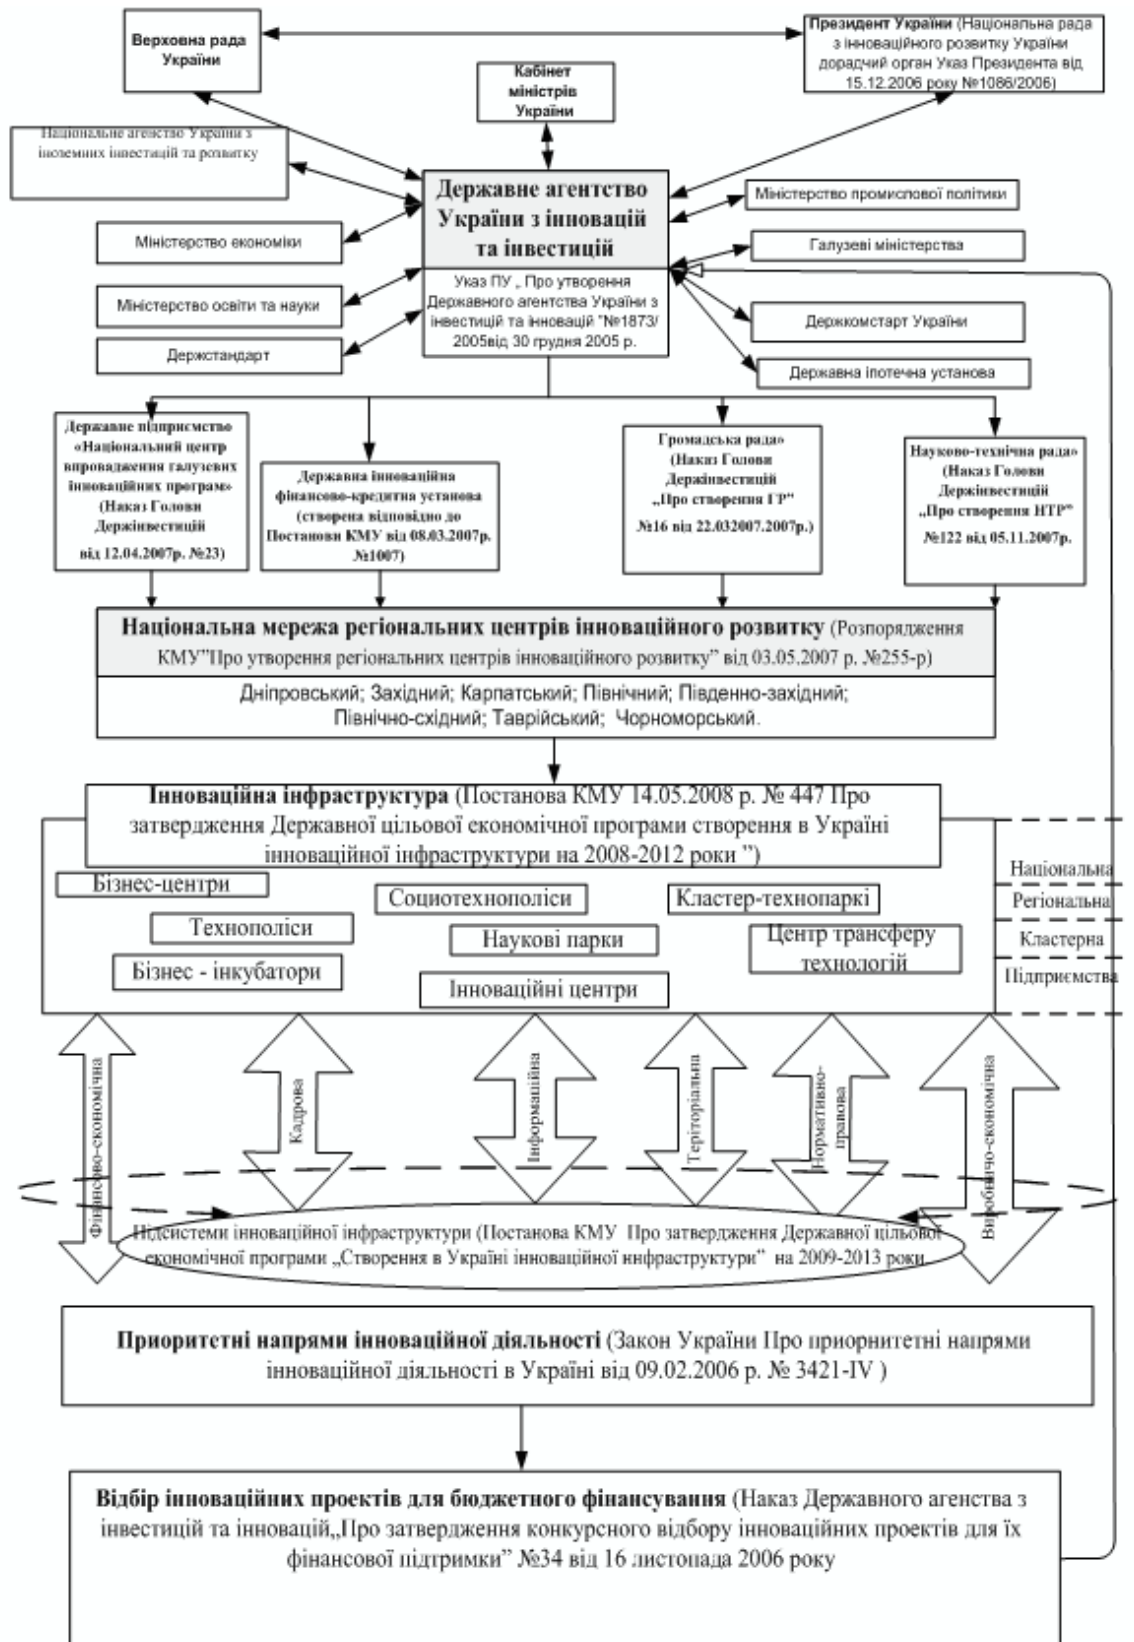 Верховна рада
України
Президент України (Національна рада
з інноваційного розвитку України
дорадчий орган Указ Президента від
15.12.2006 року №1086/2006)
Кабінет
міністрів
України
Національне агенство України з
іноземних інвестицій та розвитку
Державне агентство
України з інновацій
та інвестицій
Указ ПУ „ Про утворення
Державного агентства України з
інвестицій та інновацій "№1873/
2005від 30 грудня 2005 р.
Міністерство економіки
Міністерство освіти та науки
Держстандарт
Міністерство промислової політики
Галузеві міністерства
Держкомстарт України
Державна іпотечна установа
Державне підприємство
«Національний центр
впровадження галузевих
інноваційних програм»
(Наказ Голови
Держінвестицій
від 12.04.2007р. №23)
Державна інноваційна
фінансово-кредитна установа
(створена відповідно до
Постанови КМУ від 08.03.2007р.
№1007)
Громадська рада»
(Наказ Голови
Держінвестицій
„Про створення ГР”
№16 від 22.032007.2007р.)
Науково-технічна рада»
(Наказ Голови
Держінвестицій
„Про створення НТР”
№122 від 05.11.2007р.
Національна мережа регіональних центрів інноваційного розвитку (Розпорядження
КМУ”Про утворення регіональних центрів інноваційного розвитку” від 03.05.2007 р. №255-р)
Дніпровський; Західний; Карпатський; Північний; Південно-західний;
Північно-східний; Таврійський; Чорноморський.
Інноваційна інфраструктура (Постанова КМУ 14.05.2008 р. № 447 Про
затвердження Державної цільової економічної програми створення в Україні
інноваційної інфраструктури на 2008-2012 роки ”)
Бізнес-центри
Социотехнополіси
Кластер-технопаркі
Технополіси
Наукові парки
Центр трансферу
технологій
Бізнес - інкубатори
Інноваційні центри
Національна
Регіональна
Кластерна
Підприємства
Фінансово-економічна
Кадрова
Інформаційна
Теріторіальна
Нормативно-
правова
Виробничо-економічна
Підсистеми інноваційної інфраструктури (Постанова КМУ Про затвердження Державної цільової
економічної програми „Створення в Україні інноваційної ннфраструктури” на 2009-2013 роки
Приоритетні напрями інноваційної діяльності (Закон України Про приорнитетні напрями
інноваційної діяльності в Україні від 09.02.2006 р. № 3421-IV )
Відбір інноваційних проектів для бюджетного фінансування (Наказ Державного агенства з
інвестицій та інновацій„Про затвердження конкурсного відбору інноваційних проектів для їх
фінансової підтримки” №34 від 16 листопада 2006 року